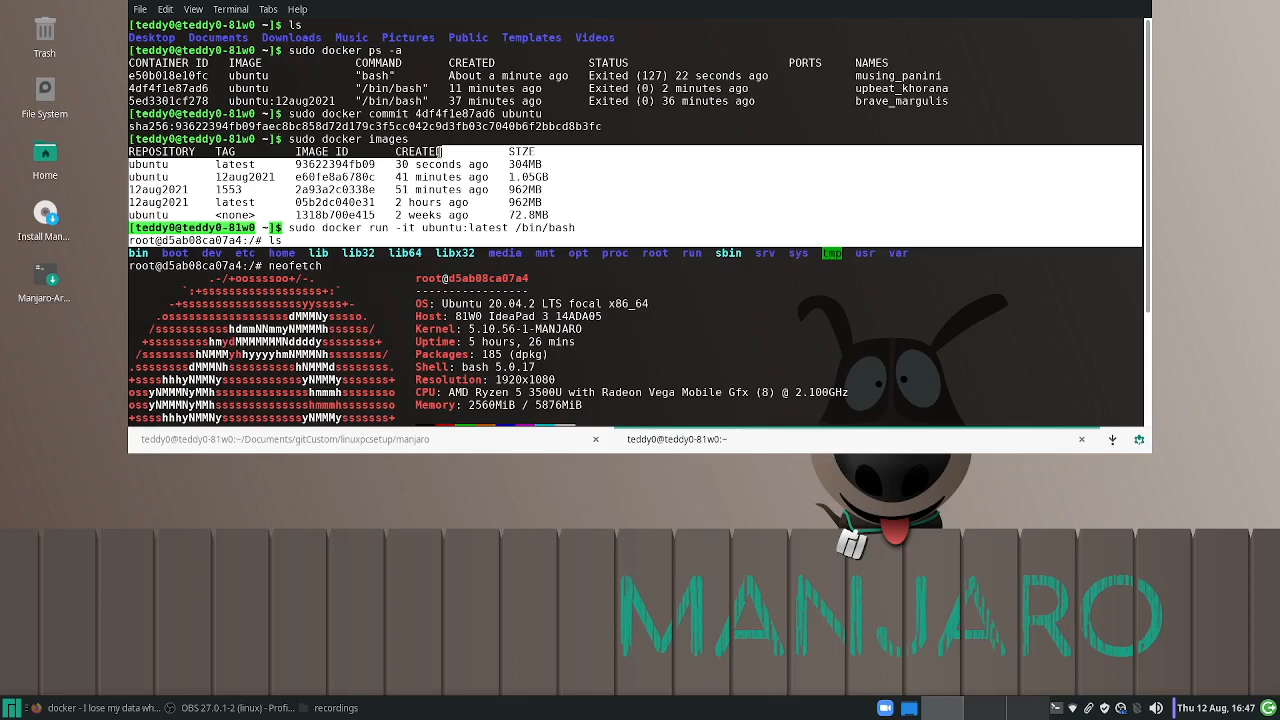 File Edit View Terminal Tabs Help
[teddy0@teddy0-81w0 ~]$ ls
Desktop Documents Downloads Music Pictures Public Templates Videos
[teddy0@teddy0-81w0 ~]$ sudo docker ps -a
CONTAINER ID IMAGE COMMAND CREATED STATUS PORTS NAMES
e50b018e10fc ubuntu "bash" About a minute ago Exited (127) 22 seconds ago musing_panini
4df4f1e87ad6 ubuntu "/bin/bash" 11 minutes ago Exited (0) 2 minutes ago upbeat_khorana
5ed3301cf278 ubuntu:12aug2021 "/bin/bash" 37 minutes ago Exited (0) 36 minutes ago brave_margulis
[teddy0@teddy0-81w0 ~]$ sudo docker commit 4df4f1e87ad6 ubuntu
sha256:93622394fb09faec8bc858d72d179c3f5cc042c9d3fb03c7040b6f2bbcd8b3fc
[teddy0@teddy0-81w0 ~]$ sudo docker images
REPOSITORY TAG IMAGE ID CREATED SIZE
ubuntu latest 93622394fb09 30 seconds ago 304MB
ubuntu 12aug2021 e60fe8a6780c 41 minutes ago 1.05GB
12aug2021 1553 2a93a2c0338e 51 minutes ago 962MB
12aug2021 latest 05b2dc040e31 2 hours ago 962MB
ubuntu <none> 1318b700e415 2 weeks ago 72.8MB
[teddy0@teddy0-81w0 ~]$ sudo docker run -it ubuntu:latest /bin/bash
root@d5ab08ca07a4:/# ls
bin boot dev etc home lib lib32 lib64 libx32 media mnt opt proc root run sbin srv sys tmp usr var
root@d5ab08ca07a4:/# neofetch
.-/+oossssoo+/-. root@d5ab08ca07a4
`:+ssssssssssssssssss+:` -----------------
-+ssssssssssssssssssyyssss+- OS: Ubuntu 20.04.2 LTS focal x86_64
.ossssssssssssssssssdMMMNysssso. Host: 81W0 IdeaPad 3 14ADA05
/ssssssssssshdmmNNmmyNMMMMhssssss/ Kernel: 5.10.56-1-MANJARO
+ssssssssshmydMMMMMMMNddddyssssssss+ Uptime: 5 hours, 26 mins
/sssssssshNMMMyhhyyyyhmNMMMNhssssssss/ Packages: 185 (dpkg)
.ssssssssdMMMNhsssssssssshNMMMdssssssss. Shell: bash 5.0.17
+sssshhhyNMMNyssssssssssssyNMMMysssssss+ Resolution: 1920x1080
ossyNMMMNyMMhsssssssssssssshmmmhssssssso CPU: AMD Ryzen 5 3500U with Radeon Vega Mobile Gfx (8) @ 2.100GHz
ossyNMMMNyMMhsssssssssssssshmmmhssssssso Memory: 2560MiB / 5876MiB
+sssshhhyNMMNyssssssssssssyNMMMysssssss+
teddy0@teddy0-81w0:~/Documents/gitCustom/linuxpcsetup/manjaro teddy0@teddy0-81w0:~
Trash
File System
Home
Install Man...
Manjaro-Ar...
MANJARO
docker - I lose my data wh... OBS 27.0.1-2 (linux) - Profi... recordings Thu 12 Aug, 16:47